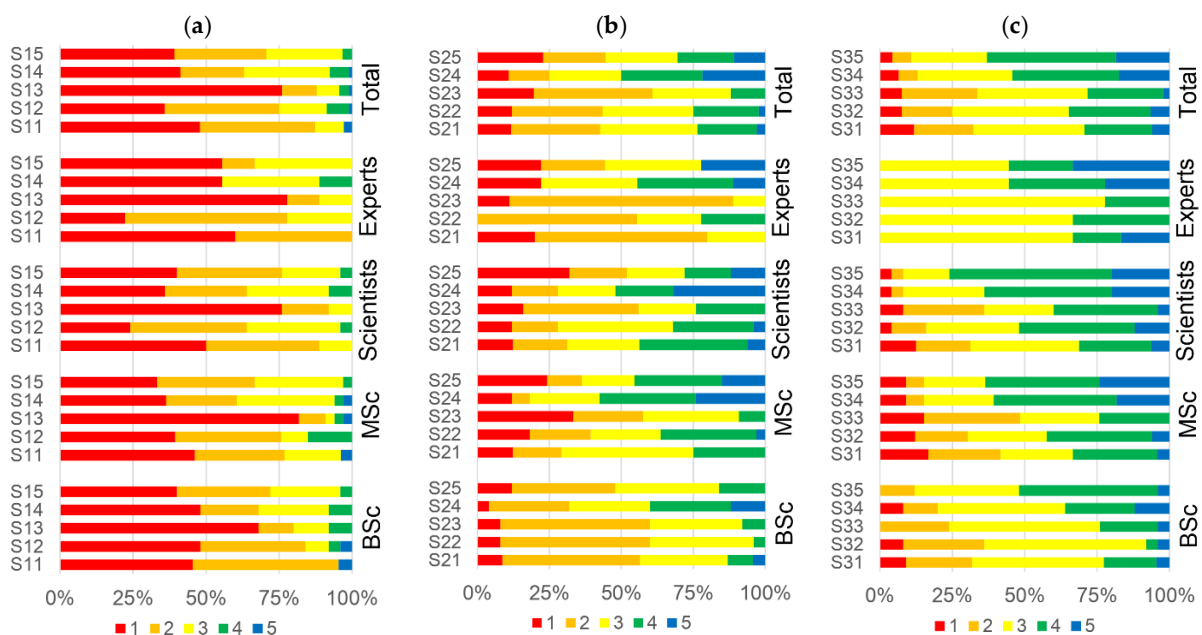 (a)
S15
S14
S13
S12
S11
Total
S15
S14
S13
S12
S11
Experts
S15
S14
S13
S12
S11
Scientists
S15
S14
S13
S12
S11
MSc
S15
S14
S13
S12
S11
BSc
0% 25% 50% 75% 100%
1 2 3 4 5
(b)
S25
S24
S23
S22
S21
Total
S25
S24
S23
S22
S21
Experts
S25
S24
S23
S22
S21
Scientists
S25
S24
S23
S22
S21
MSc
S25
S24
S23
S22
S21
BSc
0% 25% 50% 75% 100%
1 2 3 4 5
(c)
S35
S34
S33
S32
S31
Total
S35
S34
S33
S32
S31
Experts
S35
S34
S33
S32
S31
Scientists
S35
S34
S33
S32
S31
MSc
S35
S34
S33
S32
S31
BSc
0% 25% 50% 75% 100%
1 2 3 4 5